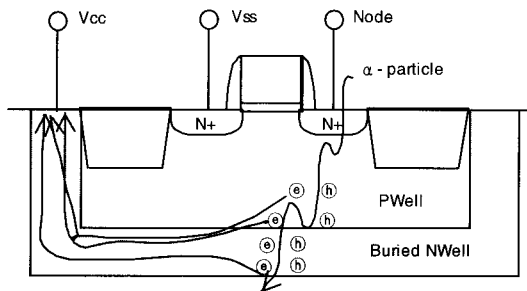 Vcc
Vss
Node
α - particle
N+
N+
e h
PWell
e h
e h
Buried NWell
e h